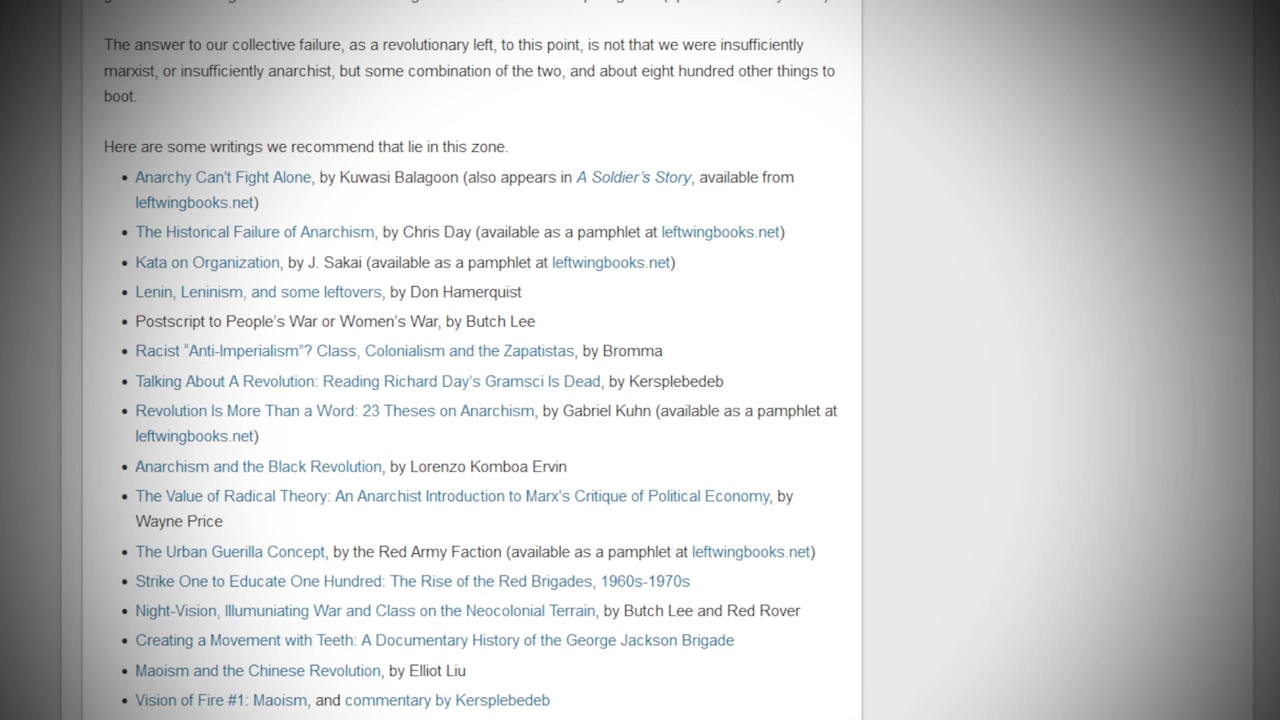 The answer to our collective failure, as a revolutionary left, to this point, is not that we were insufficiently
marxist, or insufficiently anarchist, but some combination of the two, and about eight hundred other things to
boot.
Here are some writings we recommend that lie in this zone.
• Anarchy Can’t Fight Alone, by Kuwasi Balagoon (also appears in A Soldier’s Story, available from
leftwingbooks.net)
• The Historical Failure of Anarchism, by Chris Day (available as a pamphlet at leftwingbooks.net)
• Kata on Organization, by J. Sakai (available as a pamphlet at leftwingbooks.net)
• Lenin, Leninism, and some leftovers, by Don Hamerquist
• Postscript to People’s War or Women’s War, by Butch Lee
• Racist “Anti-Imperialism”? Class, Colonialism and the Zapatistas, by Bromma
• Talking About A Revolution: Reading Richard Day’s Gramsci Is Dead, by Kersplebedeb
• Revolution Is More Than a Word: 23 Theses on Anarchism, by Gabriel Kuhn (available as a pamphlet at
leftwingbooks.net)
• Anarchism and the Black Revolution, by Lorenzo Komboa Ervin
• The Value of Radical Theory: An Anarchist Introduction to Marx’s Critique of Political Economy, by
Wayne Price
• The Urban Guerilla Concept, by the Red Army Faction (available as a pamphlet at leftwingbooks.net)
• Strike One to Educate One Hundred: The Rise of the Red Brigades, 1960s-1970s
• Night-Vision, Illumuniating War and Class on the Neocolonial Terrain, by Butch Lee and Red Rover
• Creating a Movement with Teeth: A Documentary History of the George Jackson Brigade
• Maoism and the Chinese Revolution, by Elliot Liu
• Vision of Fire #1: Maoism, and commentary by Kersplebedeb